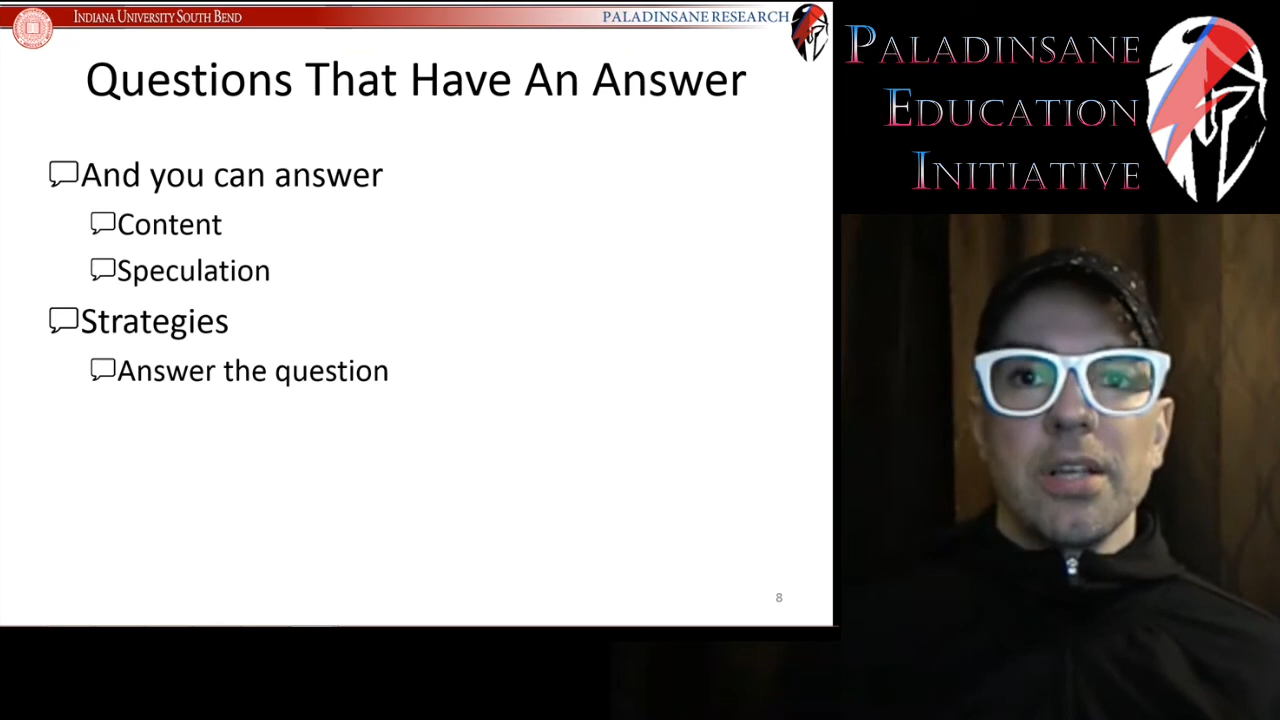 INDIANA UNIVERSITY SOUTH BEND
PALADINSANE RESEARCH
Questions That Have An Answer
And you can answer
Content
Speculation
Strategies
Answer the question
8
PALADINSANE
EDUCATION
INITIATIVE